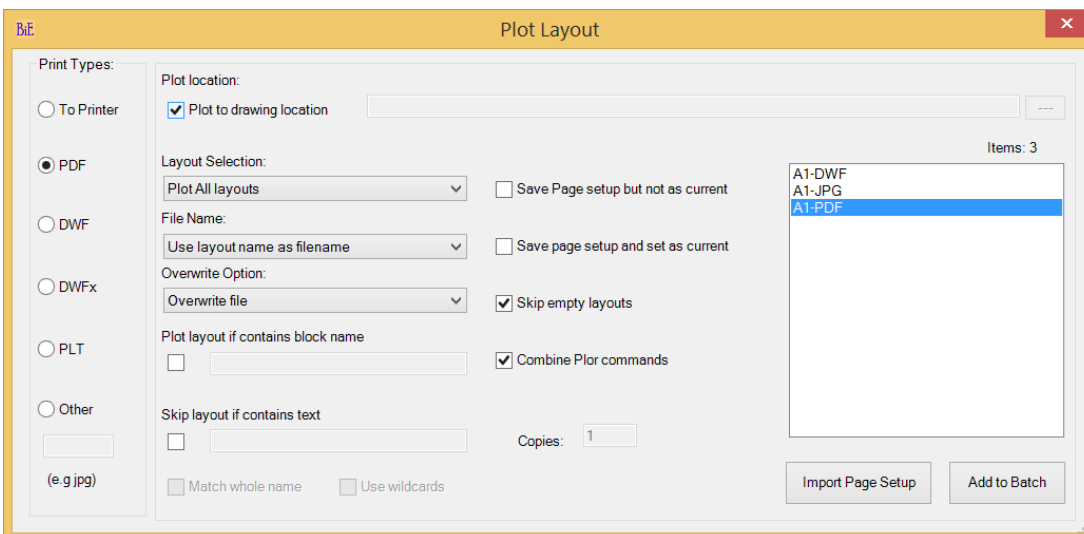 BiE
Plot Layout
Print Types:
To Printer
PDF
DWF
DWFx
PLT
Other
(e.g jpg)
Plot location:
Plot to drawing location
---
Layout Selection:
Plot All layouts
File Name:
Use layout name as filename
Overwrite Option:
Overwrite file
Plot layout if contains block name
Skip layout if contains text
Match whole name
Use wildcards
Save Page setup but not as current
Save page setup and set as current
Skip empty layouts
Combine Plor commands
Copies: 1
Items: 3
A1-DWF
A1-JPG
A1-PDF
Import Page Setup
Add to Batch